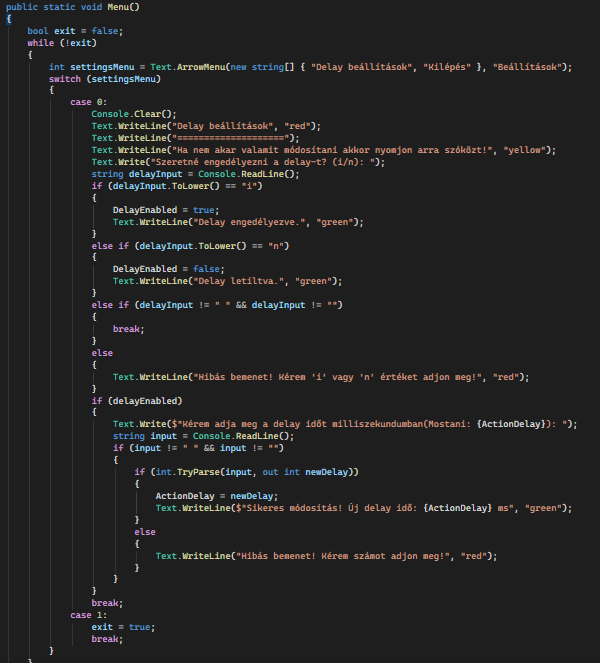 public static void Menu()
{
bool exit = false;
while (!exit)
{
int settingsMenu = Text.ArrowMenu(new string[] { "Delay beállítások", "Kilépés" }, "Beállítások");
switch (settingsMenu)
{
case 0:
Console.Clear();
Text.WriteLine("Delay beállítások", "red");
Text.WriteLine("====================");
Text.WriteLine("Ha nem akar valamit módosítani akkor nyomjon arra szóközt!", "yellow");
Text.Write("Szeretné engedélyezni a delay-t? (i/n): ");
string delayInput = Console.ReadLine();
if (delayInput.ToLower() == "i")
{
DelayEnabled = true;
Text.WriteLine("Delay engedélyezve.", "green");
}
else if (delayInput.ToLower() == "n")
{
DelayEnabled = false;
Text.WriteLine("Delay letiltva.", "green");
}
else if (delayInput != " " && delayInput != "")
{
break;
}
else
{
Text.WriteLine("Hibás bemenet! Kérem 'i' vagy 'n' értéket adjon meg!", "red");
}
if (delayEnabled)
{
Text.Write($"Kérem adja meg a delay időt milliszekundumban(Mostani: {ActionDelay}): ");
string input = Console.ReadLine();
if (input != " " && input != "")
{
if (int.TryParse(input, out int newDelay))
{
ActionDelay = newDelay;
Text.WriteLine($"Sikeres módosítás! Új delay idő: {ActionDelay} ms", "green");
}
else
{
Text.WriteLine("Hibás bemenet! Kérem számot adjon meg!", "red");
}
}
}
break;
case 1:
exit = true;
break;
}
}